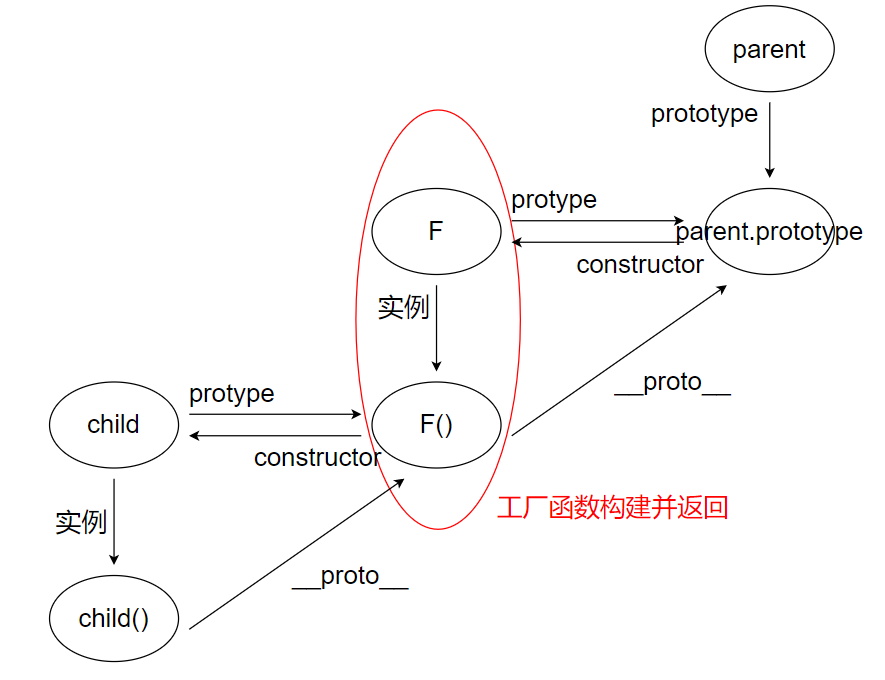 parent
prototype
protype
F
parent.prototype
constructor
实例
__proto__
protype
child
F()
constructor
工厂函数构建并返回
实例
__proto__
child()